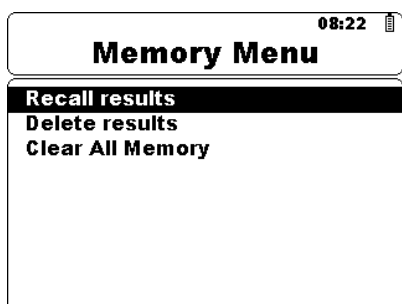 08:22
Memory Menu
Recall results
Delete results
Clear All Memory